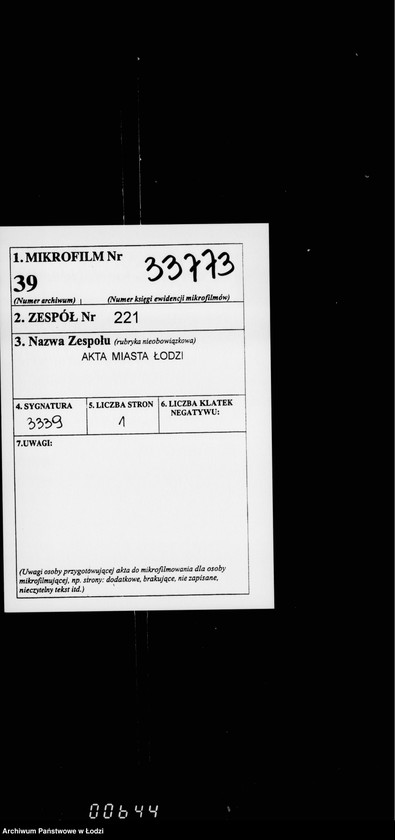 1. MIKROFILM Nr 33773
39
(Numer archiwum) (Numer księgi ewidencji mikrofilmów)
2. ZESPÓŁ Nr 221
3. Nazwa Zespołu (rubryka nieobowiązkowa)
AKTA MIASTA ŁODZI
4. SYGNATURA 5. LICZBA STRON 6. LICZBA KLATEK
NEGATYWU:
3339 1
7.UWAGI:
(Uwagi osoby przygotowującej akta do mikrofilmowania dla osoby
mikrofilmującej, np. strony: dodatkowe, brakujące, nie zapisane,
nieczytelny tekst itd.)
00644
Archiwum Państwowe w Łodzi